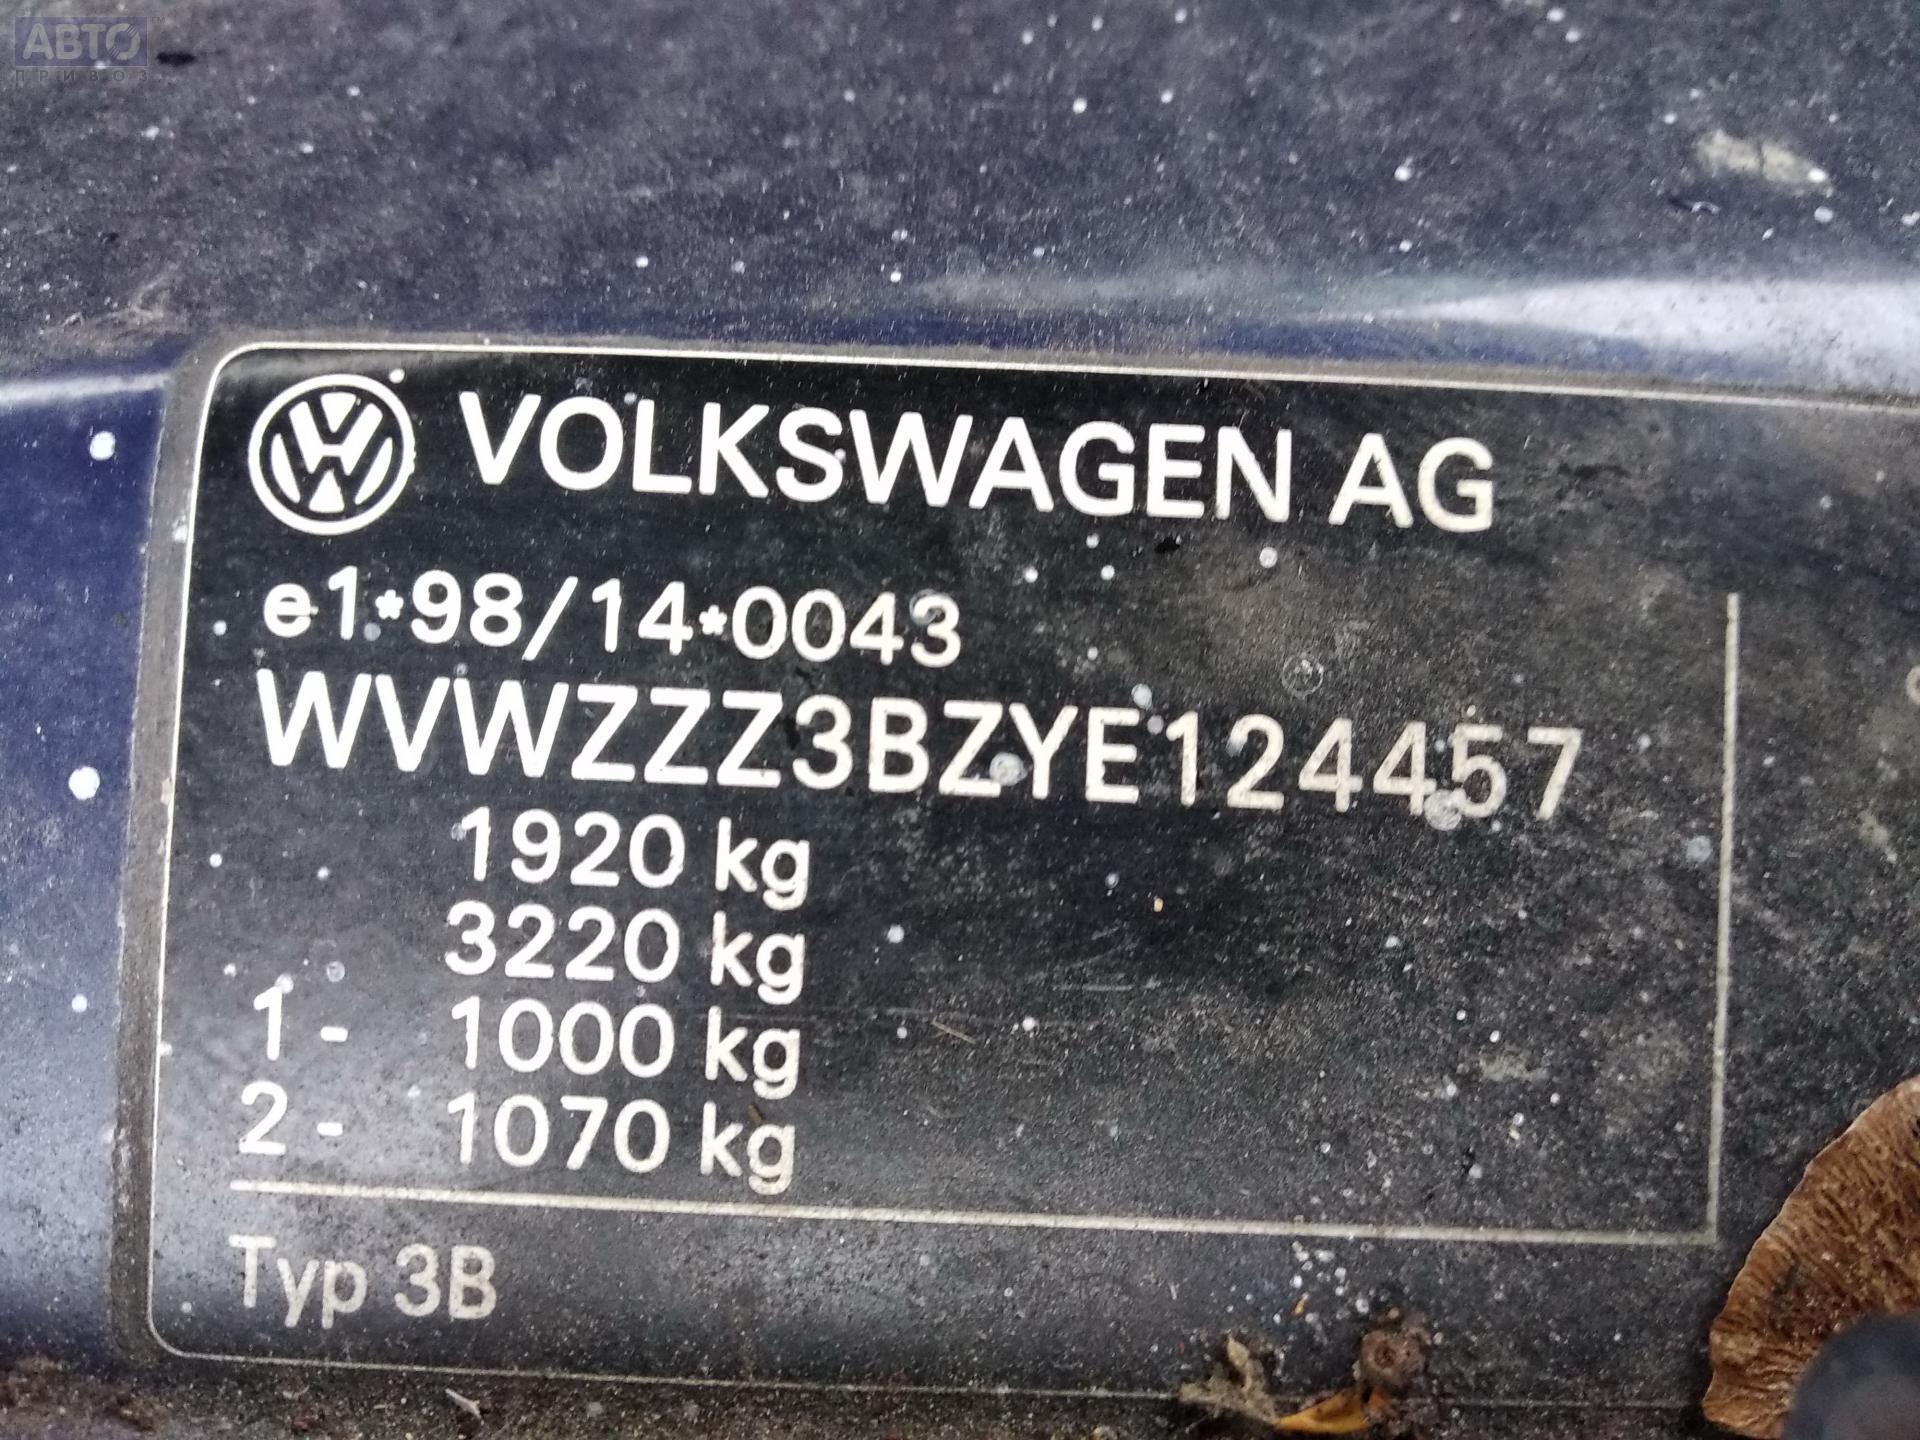 АВТО
ПРИВОЗ
VOLKSWAGEN AG
e1*98/14*0043
WVWZZZ3BZYE124457
1920 kg
3220 kg
1 - 1000 kg
2 - 1070 kg
Typ 3B